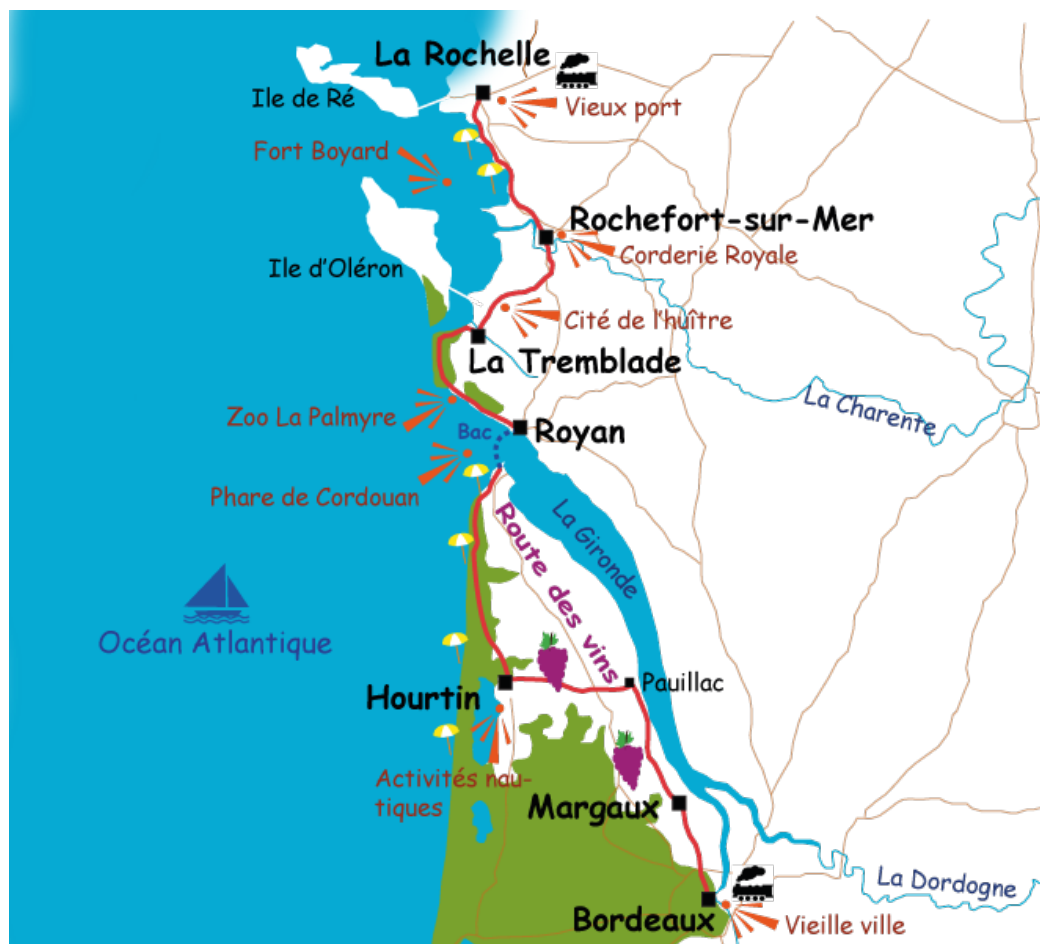 La Rochelle
Ile de Ré
Vieux port
Fort Boyard
Rochefort-sur-Mer
Corderie Royale
Ile d'Oléron
Cité de l'huître
La Tremblade
La Charente
Zoo La Palmyre
Bac
Royan
Phare de Cordouan
La Gironde
Route des vins
Océan Atlantique
Pauillac
Hourtin
Activités nau-
tiques
Margaux
La Dordogne
Bordeaux
Vieille ville